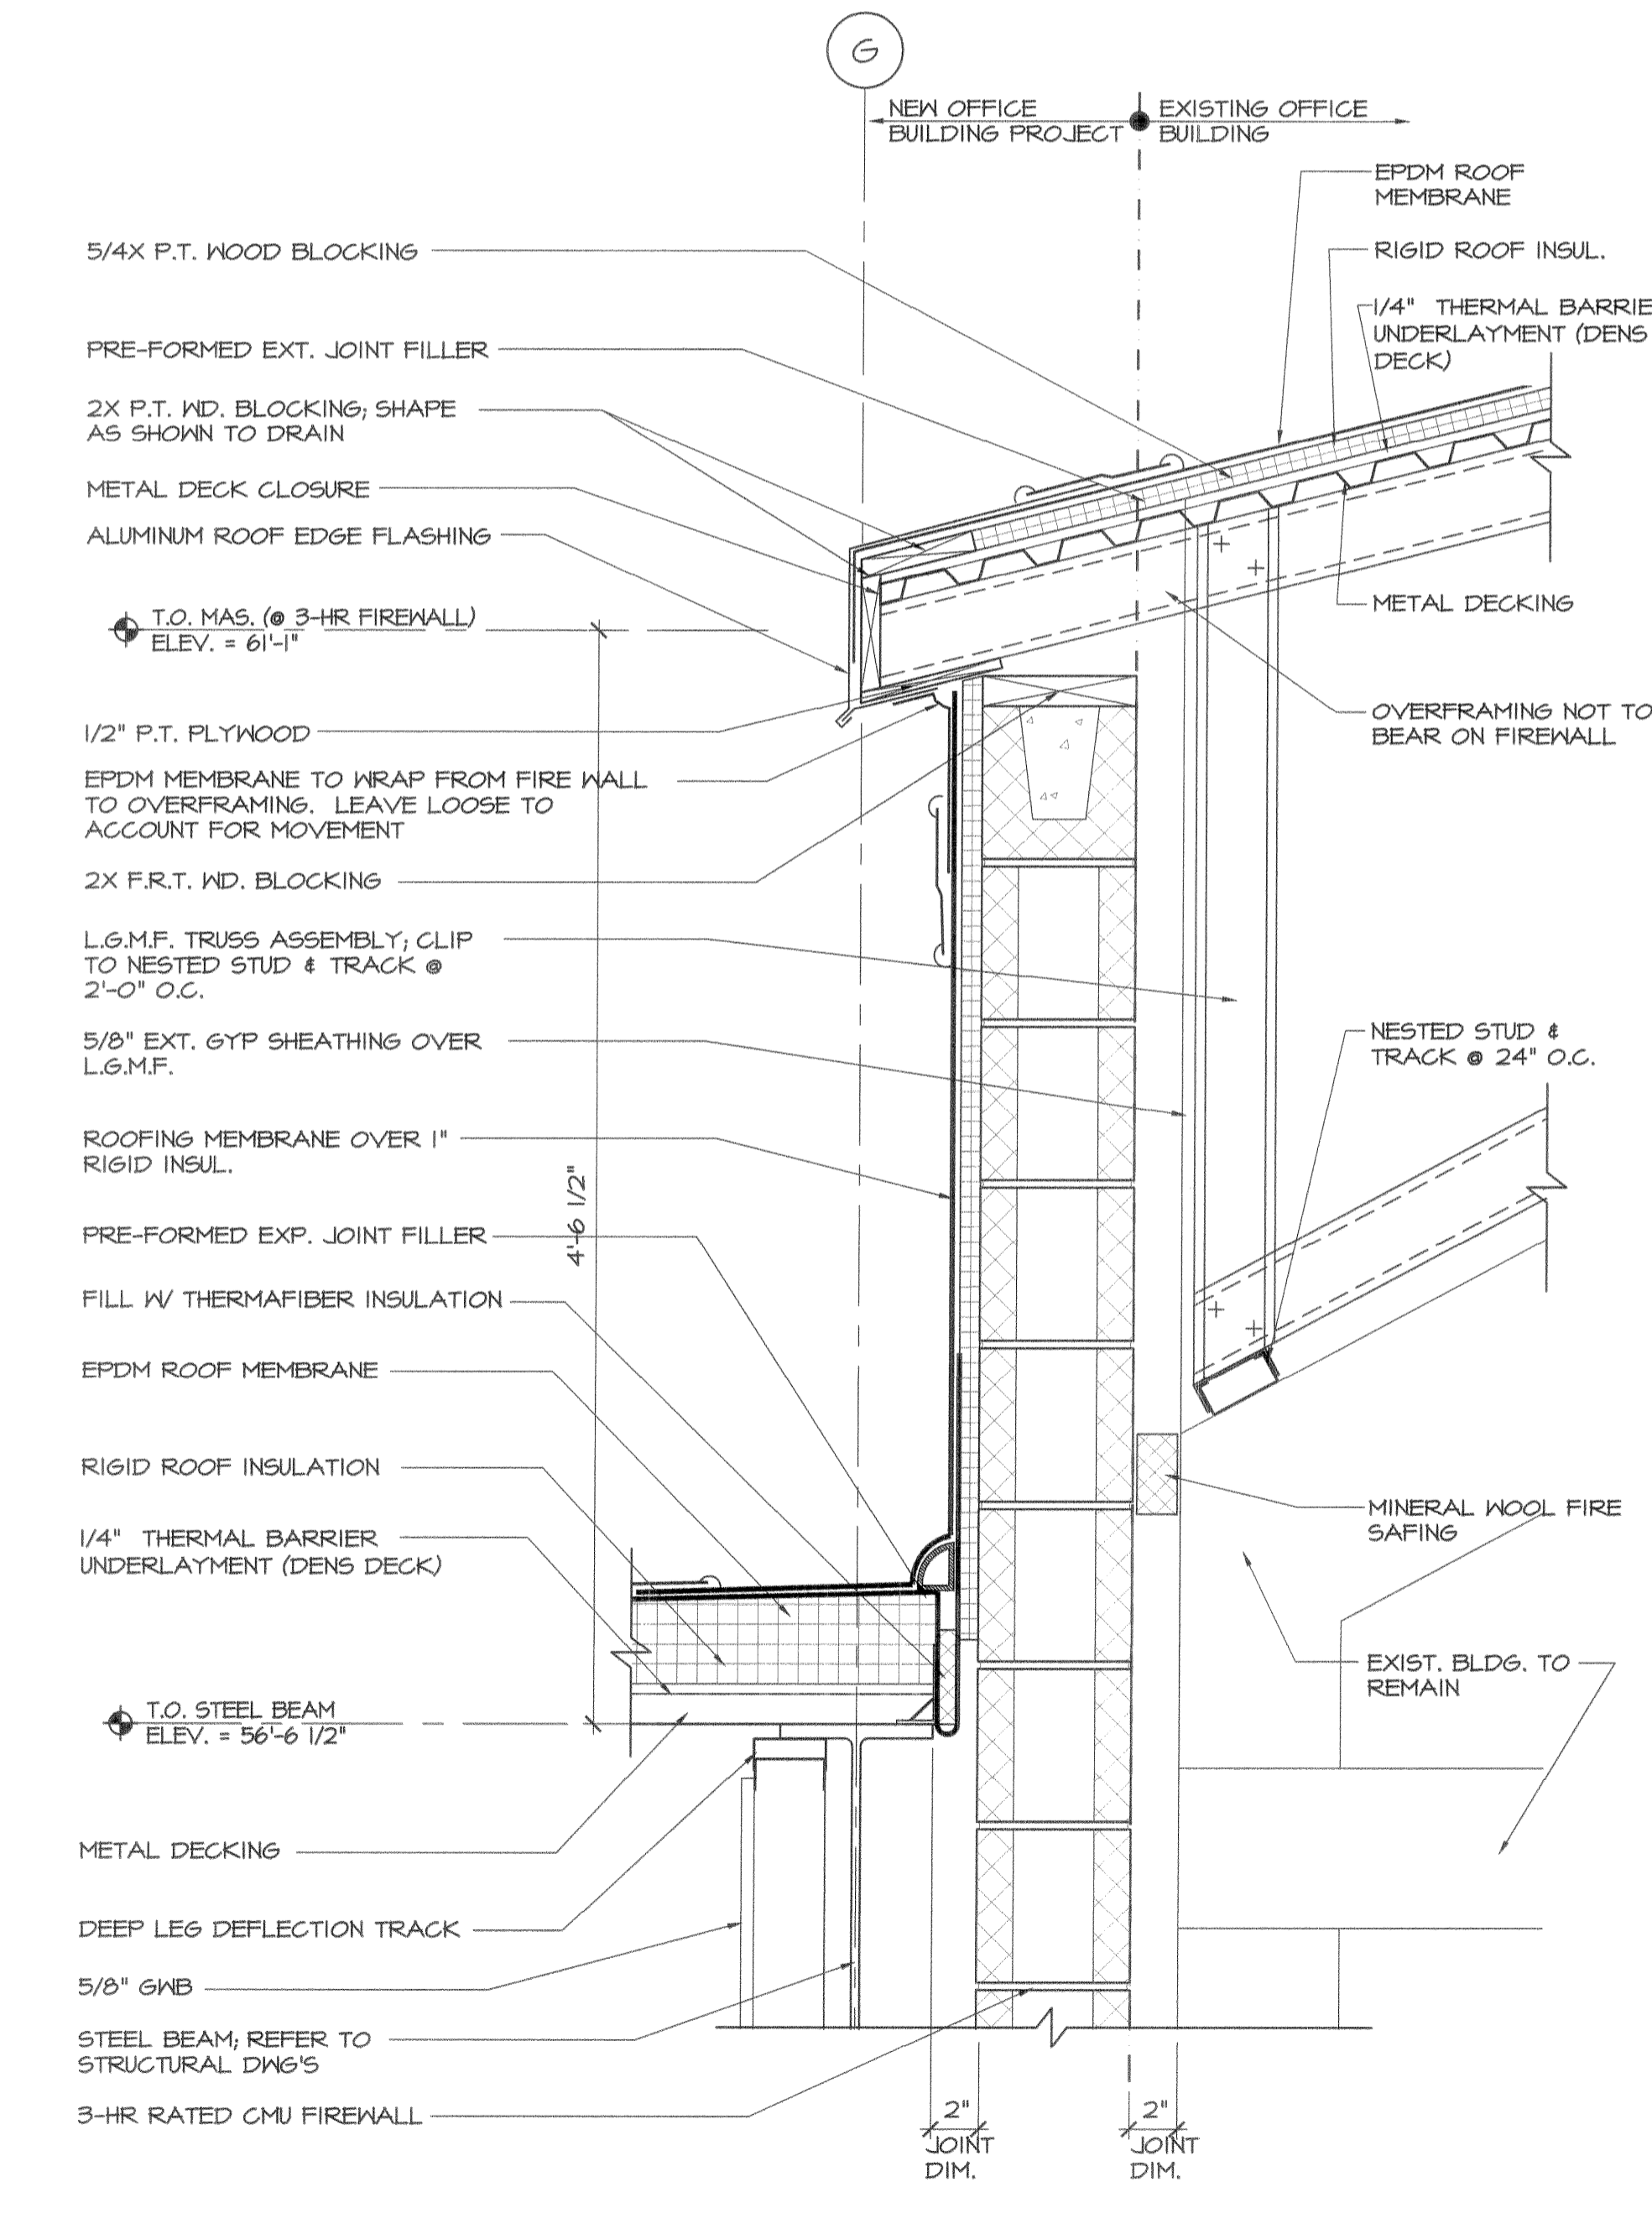 G
NEW OFFICE
BUILDING PROJECT
EXISTING OFFICE
BUILDING
EPDM ROOF
MEMBRANE
RIGID ROOF INSUL.
1/4" THERMAL BARRIE
UNDERLAYMENT (DENS
DECK)
METAL DECKING
OVERFRAMING NOT TO
BEAR ON FIREWALL
NESTED STUD &
TRACK @ 24" O.C.
MINERAL WOOL FIRE
SAFING
EXIST. BLDG. TO
REMAIN
5/4X P.T. WOOD BLOCKING
PRE-FORMED EXT. JOINT FILLER
2X P.T. WD. BLOCKING; SHAPE
AS SHOWN TO DRAIN
METAL DECK CLOSURE
ALUMINUM ROOF EDGE FLASHING
T.O. MAS. (@ 3-HR FIREWALL)
ELEV. = 61'-1"
1/2" P.T. PLYWOOD
EPDM MEMBRANE TO WRAP FROM FIRE WALL
TO OVERFRAMING. LEAVE LOOSE TO
ACCOUNT FOR MOVEMENT
2X F.R.T. WD. BLOCKING
L.G.M.F. TRUSS ASSEMBLY; CLIP
TO NESTED STUD & TRACK @
2'-0" O.C.
5/8" EXT. GYP SHEATHING OVER
L.G.M.F.
ROOFING MEMBRANE OVER 1"
RIGID INSUL.
4'-6 1/2"
PRE-FORMED EXP. JOINT FILLER
FILL W/ THERMAFIBER INSULATION
EPDM ROOF MEMBRANE
RIGID ROOF INSULATION
1/4" THERMAL BARRIER
UNDERLAYMENT (DENS DECK)
T.O. STEEL BEAM
ELEV. = 56'-6 1/2"
METAL DECKING
DEEP LEG DEFLECTION TRACK
5/8" GWB
STEEL BEAM; REFER TO
STRUCTURAL DWG'S
3-HR RATED CMU FIREWALL
2"
JOINT
DIM.
2"
JOINT
DIM.